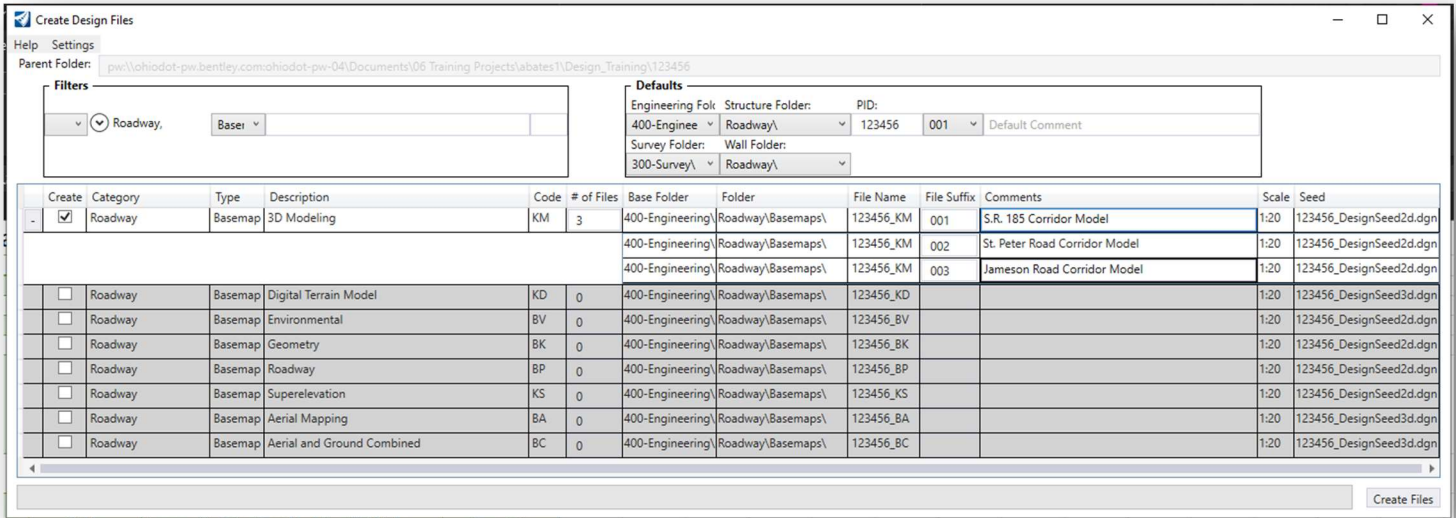 Create Design Files
Help Settings
Parent Folder: pw:\\ohiodot-pw.bentley.com:ohiodot-pw-04\Documents\06 Training Projects\abates1\Design_Training\123456
Filters
Roadway, Baser
Defaults
Engineering Fol Structure Folder: PID:
400-Enginee Roadway\ 123456 001 Default Comment
Survey Folder: Wall Folder:
300-Survey\ Roadway\
Create Category Type Description Code # of Files Base Folder Folder File Name File Suffix Comments Scale Seed
- Roadway Basemap 3D Modeling KM 3 400-Engineering\ Roadway\Basemaps\ 123456_KM 001 S.R. 185 Corridor Model 1:20 123456_DesignSeed2d.dgn
400-Engineering\ Roadway\Basemaps\ 123456_KM 002 St. Peter Road Corridor Model 1:20 123456_DesignSeed2d.dgn
400-Engineering\ Roadway\Basemaps\ 123456_KM 003 Jameson Road Corridor Model 1:20 123456_DesignSeed2d.dgn
Roadway Basemap Digital Terrain Model KD 0 400-Engineering\ Roadway\Basemaps\ 123456_KD 1:20 123456_DesignSeed3d.dgn
Roadway Basemap Environmental BV 0 400-Engineering\ Roadway\Basemaps\ 123456_BV 1:20 123456_DesignSeed2d.dgn
Roadway Basemap Geometry BK 0 400-Engineering\ Roadway\Basemaps\ 123456_BK 1:20 123456_DesignSeed2d.dgn
Roadway Basemap Roadway BP 0 400-Engineering\ Roadway\Basemaps\ 123456_BP 1:20 123456_DesignSeed2d.dgn
Roadway Basemap Superelevation KS 0 400-Engineering\ Roadway\Basemaps\ 123456_KS 1:20 123456_DesignSeed2d.dgn
Roadway Basemap Aerial Mapping BA 0 400-Engineering\ Roadway\Basemaps\ 123456_BA 1:20 123456_DesignSeed3d.dgn
Roadway Basemap Aerial and Ground Combined BC 0 400-Engineering\ Roadway\Basemaps\ 123456_BC 1:20 123456_DesignSeed3d.dgn
Create Files